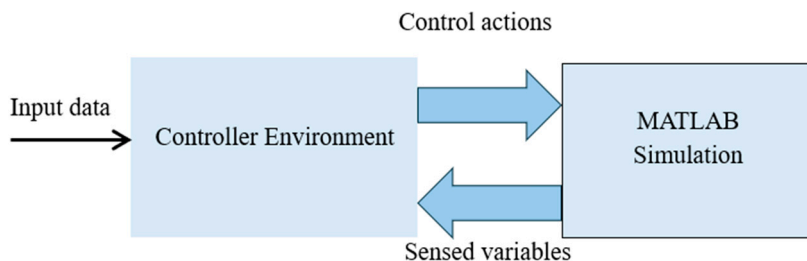 Control actions
Input data
Controller Environment
MATLAB
Simulation
Sensed variables